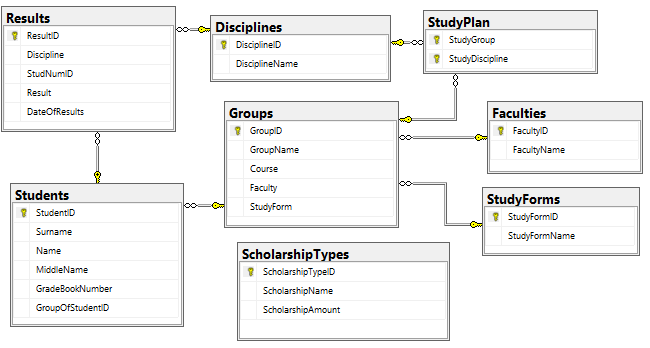 Results
ResultID
Discipline
StudNumID
Result
DateOfResults
Disciplines
DisciplineID
DisciplineName
StudyPlan
StudyGroup
StudyDiscipline
Groups
GroupID
GroupName
Course
Faculty
StudyForm
Faculties
FacultyID
FacultyName
Students
StudentID
Surname
Name
MiddleName
GradeBookNumber
GroupOfStudentID
StudyForms
StudyFormID
StudyFormName
ScholarshipTypes
ScholarshipTypeID
ScholarshipName
ScholarshipAmount